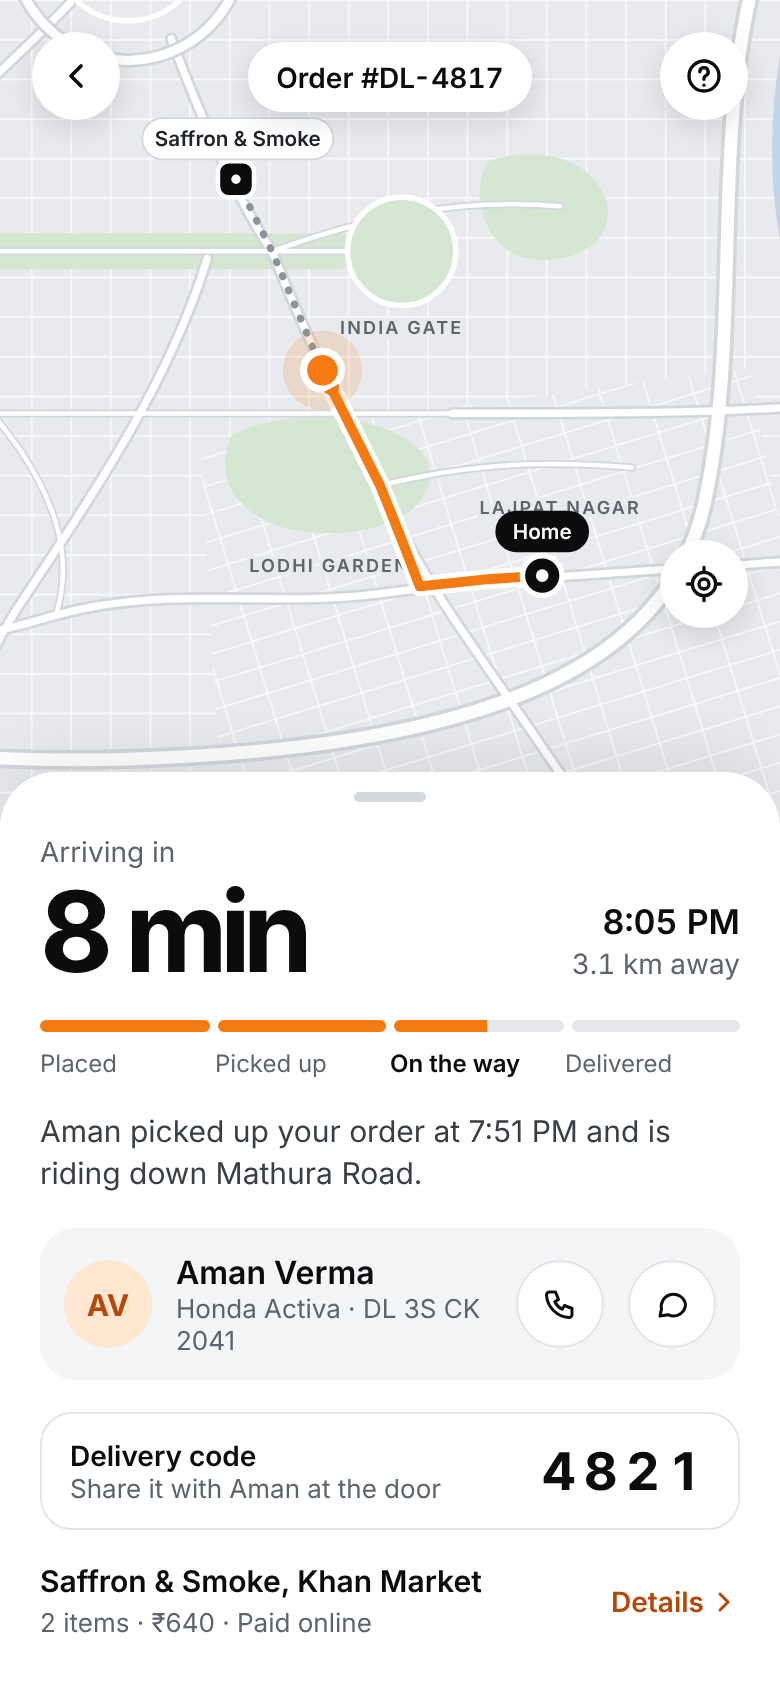 Order #DL-4817
Saffron & Smoke
INDIA GATE
LAJPAT NAGAR
Home
LODHI GARDEN
Arriving in
8 min
8:05 PM
3.1 km away
Placed
Picked up
On the way
Delivered
Aman picked up your order at 7:51 PM and is
riding down Mathura Road.
AV
Aman Verma
Honda Activa · DL 3S CK
2041
Delivery code
Share it with Aman at the door
4821
Saffron & Smoke, Khan Market
2 items · ₹640 · Paid online
Details